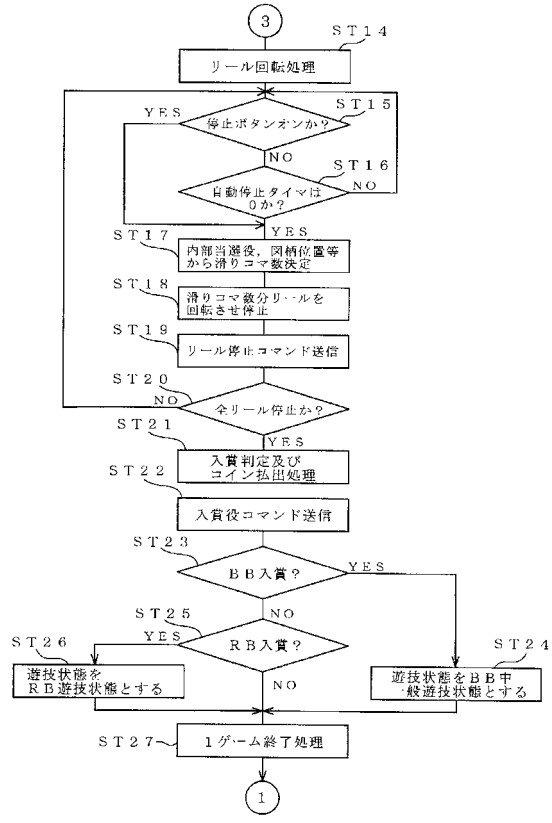 3
ST14
リール回転処理
ST15
YES
停止ボタンオンか?
NO
ST16
自動停止タイマは
0か?
NO
YES
ST17
内部当選役,図柄位置等
から滑りコマ数決定
ST18
滑りコマ数分リールを
回転させ停止
ST19
リール停止コマンド送信
ST20
NO
全リール停止か?
ST21
YES
入賞判定及び
コイン払出処理
ST22
入賞役コマンド送信
ST23
BB入賞?
YES
NO
ST25
YES
RB入賞?
ST26
ST24
遊技状態を
RB遊技状態とする
NO
遊技状態をBB中
一般遊技状態とする
ST27
1ゲーム終了処理
1